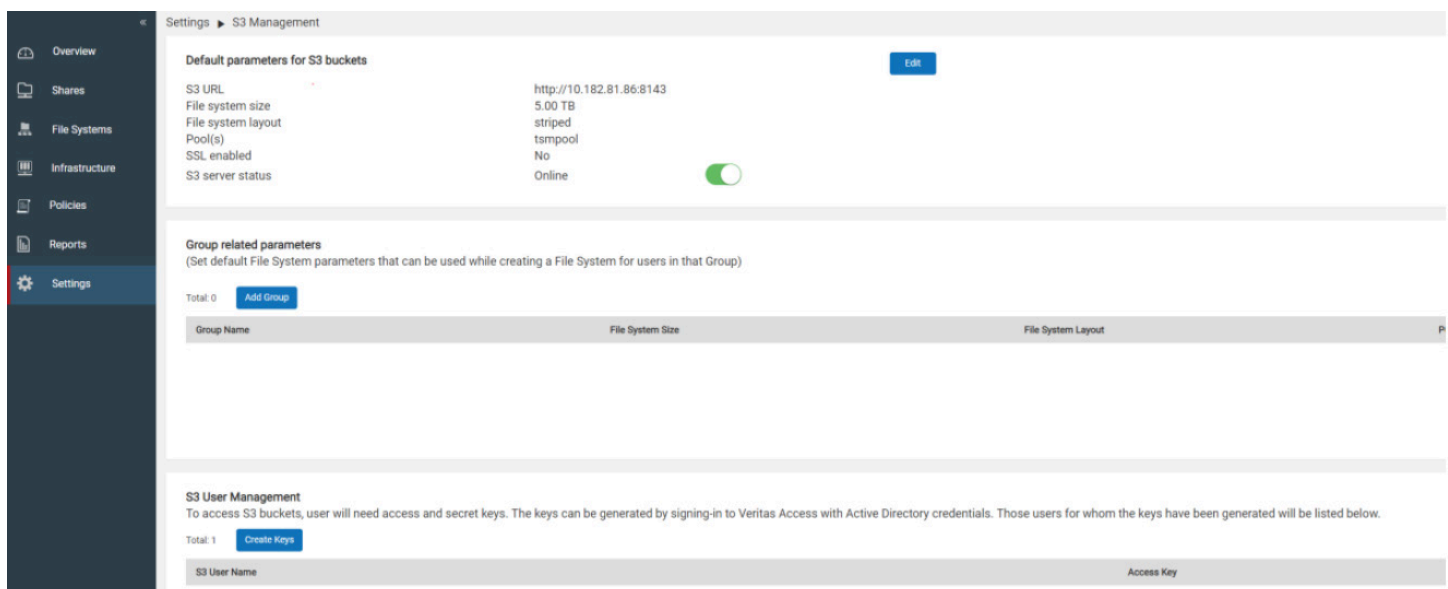 «
Settings ▶ S3 Management
Overview
Shares
File Systems
Infrastructure
Policies
Reports
Settings
Default parameters for S3 buckets
Edit
S3 URL http://10.182.81.86:8143
File system size 5.00 TB
File system layout striped
Pool(s) tsmpool
SSL enabled No
S3 server status Online
Group related parameters
(Set default File System parameters that can be used while creating a File System for users in that Group)
Total: 0 Add Group
Group Name File System Size File System Layout
S3 User Management
To access S3 buckets, user will need access and secret keys. The keys can be generated by signing-in to Veritas Access with Active Directory credentials. Those users for whom the keys have been generated will be listed below.
Total: 1 Create Keys
S3 User Name Access Key